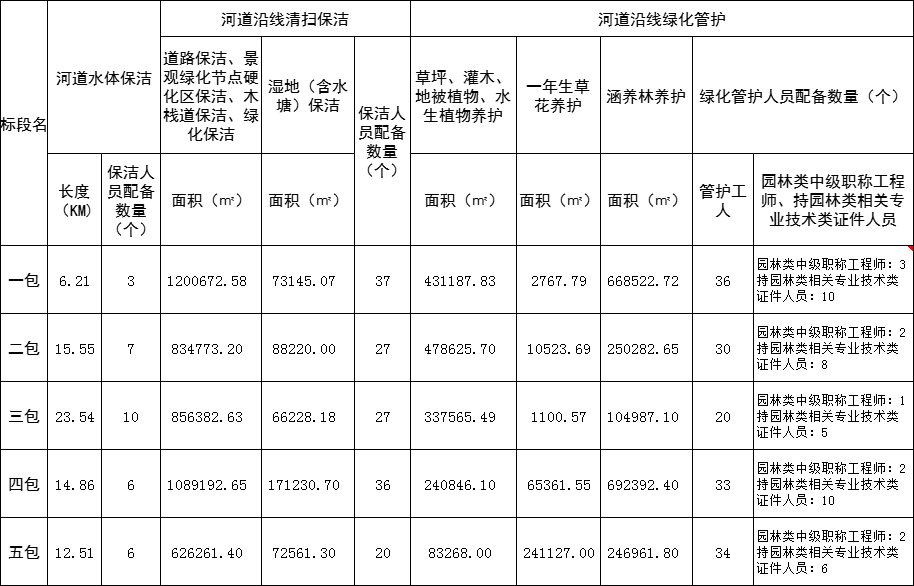 标段名
河道水体保洁
河道沿线清扫保洁
河道沿线绿化管护
道路保洁、景
观绿化节点硬
化区保洁、木
栈道保洁、绿
化保洁
湿地（含水
塘）保洁
保洁人
员配备
数量
（个）
草坪、灌木、
地被植物、水
生植物养护
一年生草
花养护
涵养林养护
绿化管护人员配备数量（个）
长度
（KM)
保洁人
员配备
数量
（个）
面积（㎡）
面积（㎡）
面积（㎡）
面积（㎡）
面积（㎡）
管护工
人
园林类中级职称工程
师、持园林类相关专
业技术类证件人员
一包 6.21 3 1200672.58 73145.07 37 431187.83 2767.79 668522.72 36
园林类中级职称工程师：3
持园林类相关专业技术类
证件人员：10
二包 15.55 7 834773.20 88220.00 27 478625.70 10523.69 250282.65 30
园林类中级职称工程师：2
持园林类相关专业技术类
证件人员：8
三包 23.54 10 856382.63 66228.18 27 337565.49 1100.57 104987.10 20
园林类中级职称工程师：1
持园林类相关专业技术类
证件人员：5
四包 14.86 6 1089192.65 171230.70 36 240846.10 65361.55 692392.40 33
园林类中级职称工程师：2
持园林类相关专业技术类
证件人员：10
五包 12.51 6 626261.40 72561.30 20 83268.00 241127.00 246961.80 34
园林类中级职称工程师：2
持园林类相关专业技术类
证件人员：6